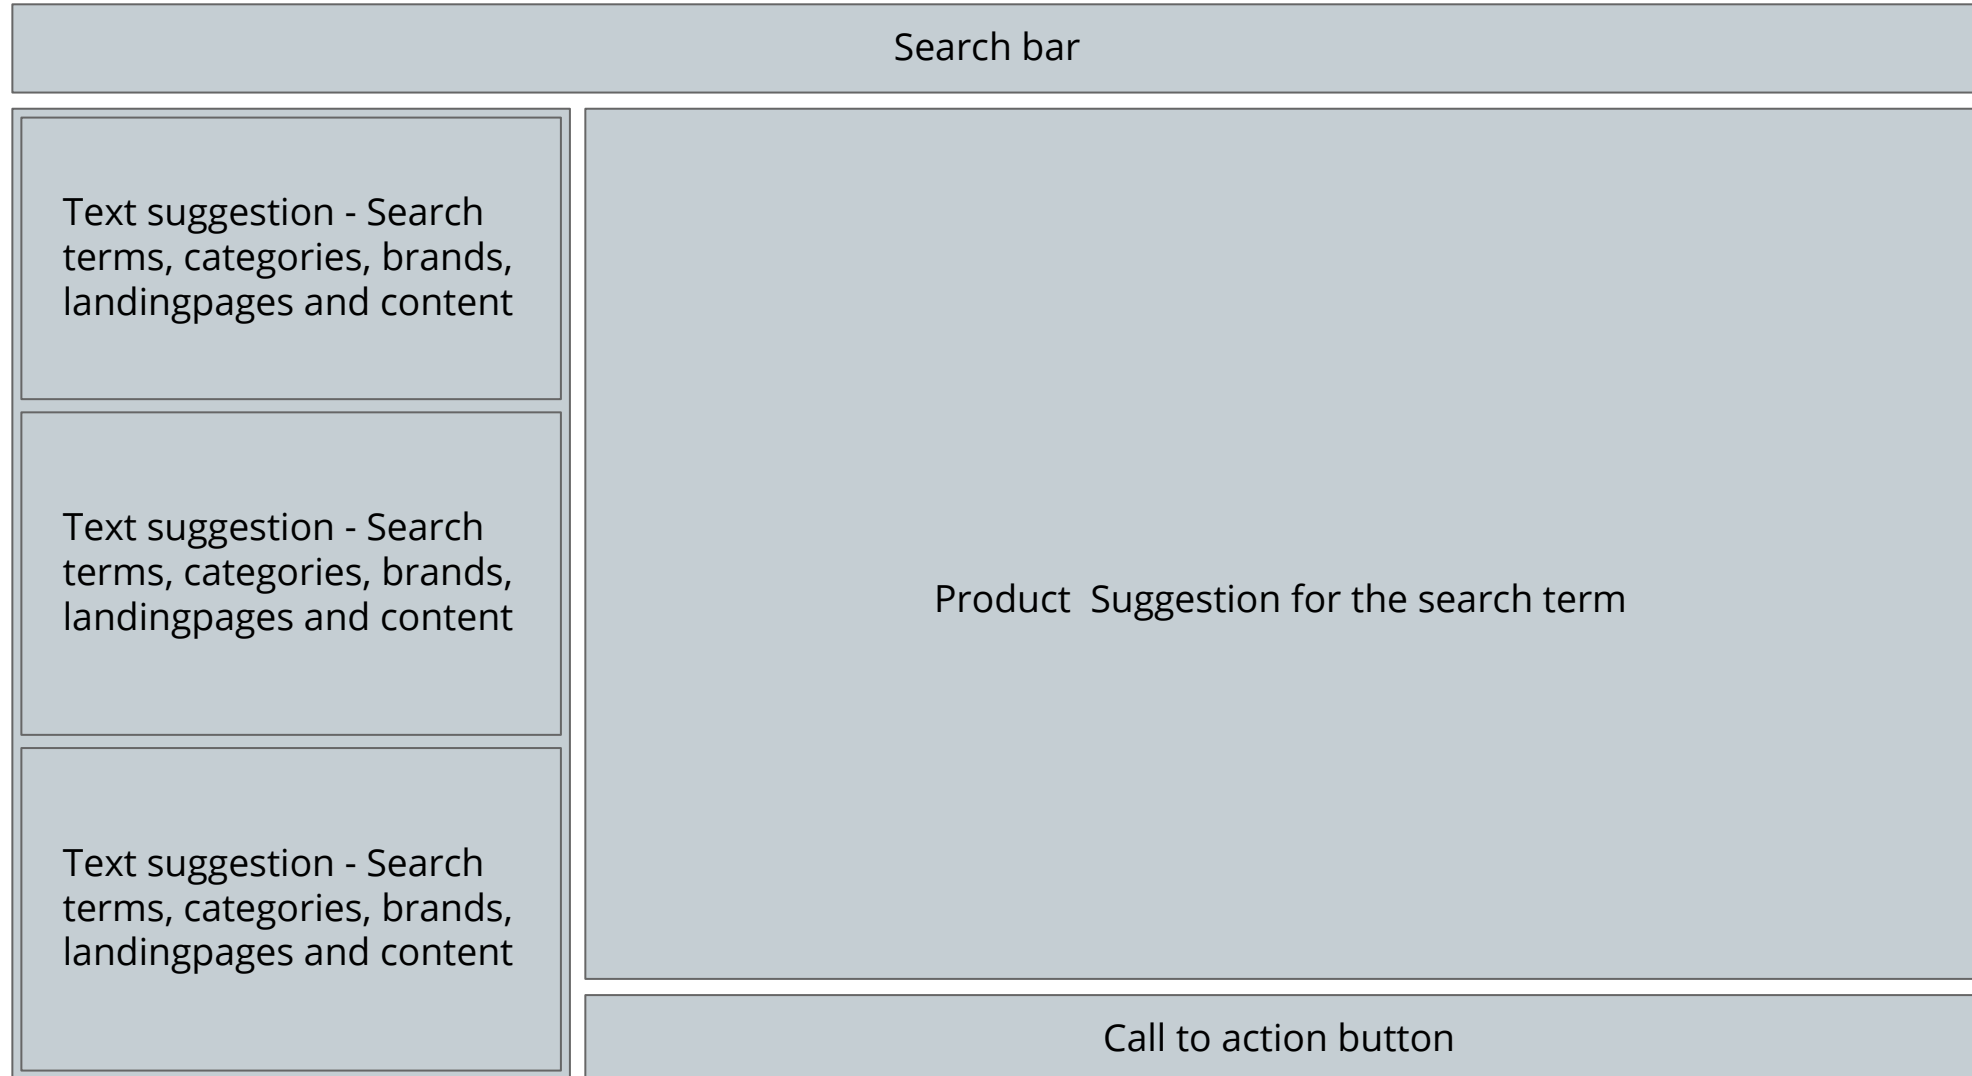 Search bar
Text suggestion - Search
terms, categories, brands,
landingpages and content
Text suggestion - Search
terms, categories, brands,
landingpages and content
Text suggestion - Search
terms, categories, brands,
landingpages and content
Product  Suggestion for the search term
Call to action button